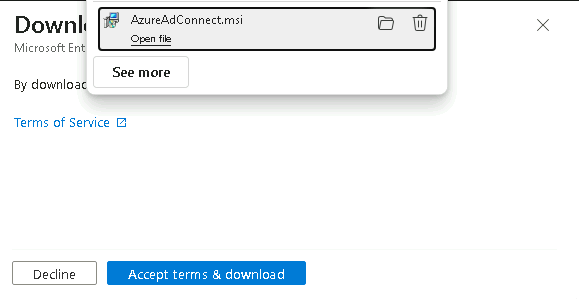 AzureAdConnect.msi
Open file
See more
Downl
Microsoft Ent
By download
Terms of Service
Decline
Accept terms & download